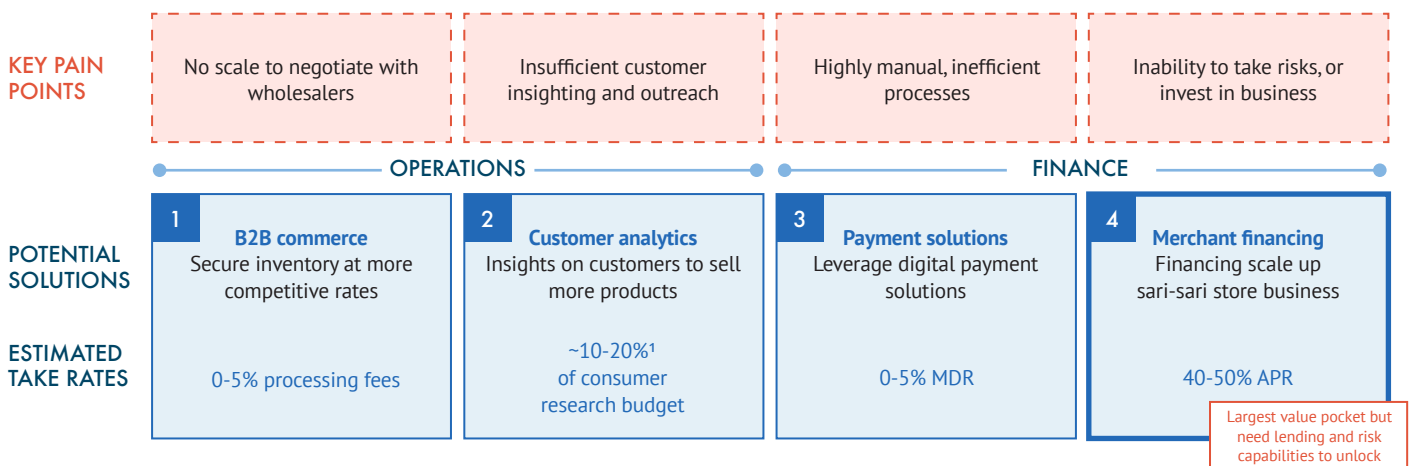 KEY PAIN
POINTS
No scale to negotiate with
wholesalers
Insufficient customer
insighting and outreach
Highly manual, inefficient
processes
Inability to take risks, or
invest in business
OPERATIONS
FINANCE
POTENTIAL
SOLUTIONS
1
B2B commerce
Secure inventory at more
competitive rates
2
Customer analytics
Insights on customers to sell
more products
3
Payment solutions
Leverage digital payment
solutions
4
Merchant financing
Financing scale up
sari-sari store business
ESTIMATED
TAKE RATES
0-5% processing fees
~10-20%¹
of consumer
research budget
0-5% MDR
40-50% APR
Largest value pocket but
need lending and risk
capabilities to unlock